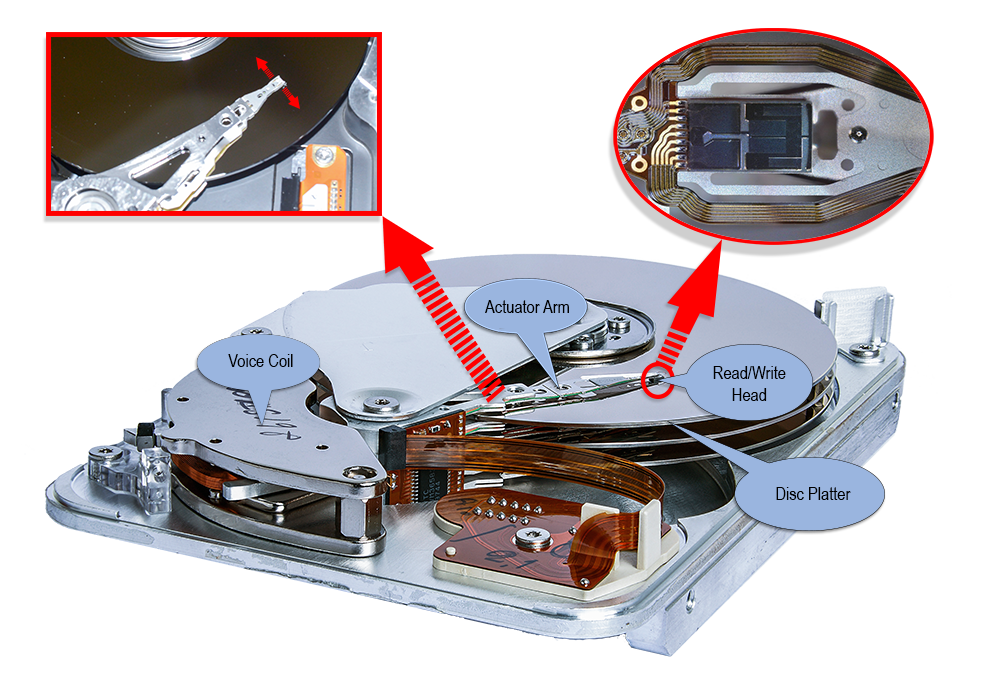 Actuator Arm
Voice Coil
Read/Write
Head
Disc Platter